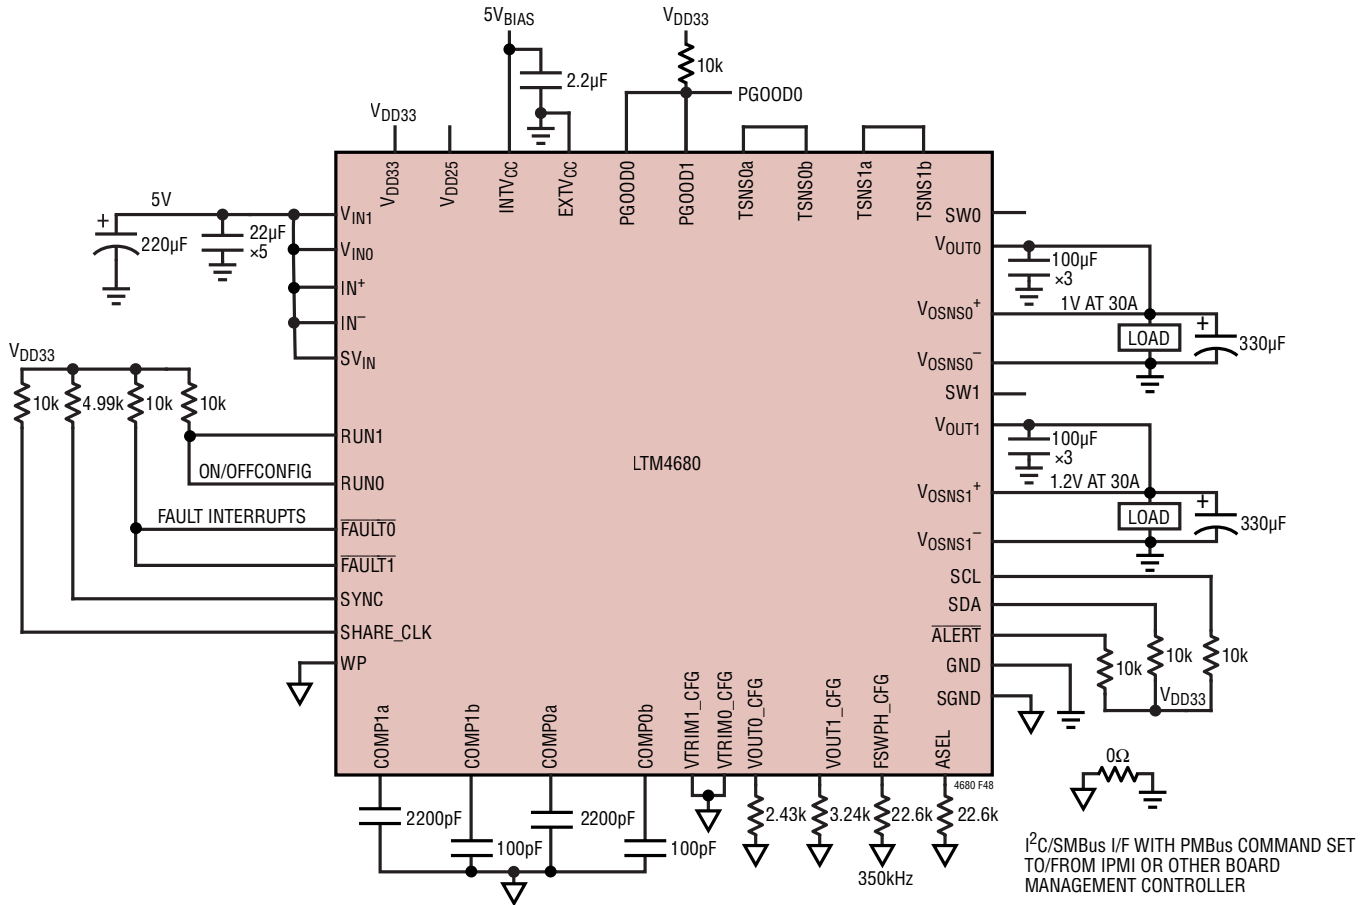 5VBIAS
2.2µF
VDD33
10k
PGOOD0
VDD33
VDD33
VDD25
INTVCC
EXTVCC
PGOOD0
PGOOD1
TSNS0a
TSNS0b
TSNS1a
TSNS1b
5V
+
220µF
22µF
×5
VIN1
VIN0
IN+
IN−
SVIN
VDD33
10k
4.99k
10k
10k
RUN1
ON/OFFCONFIG
RUN0
FAULT INTERRUPTS
FAULT0
FAULT1
SYNC
SHARE_CLK
WP
LTM4680
SW0
VOUT0
100µF
×3
1V AT 30A
VOSNS0+
LOAD
+
330µF
VOSNS0−
SW1
VOUT1
100µF
×3
1.2V AT 30A
VOSNS1+
LOAD
+
330µF
VOSNS1−
SCL
SDA
ALERT
GND
SGND
10k
10k
10k
VDD33
COMP1a
COMP1b
COMP0a
COMP0b
VTRIM1_CFG
VTRIM0_CFG
VOUT0_CFG
VOUT1_CFG
FSWPH_CFG
ASEL
4680 F48
2200pF
100pF
2200pF
100pF
2.43k
3.24k
22.6k
22.6k
350kHz
0Ω
I2C/SMBus I/F WITH PMBus COMMAND SET
TO/FROM IPMI OR OTHER BOARD
MANAGEMENT CONTROLLER